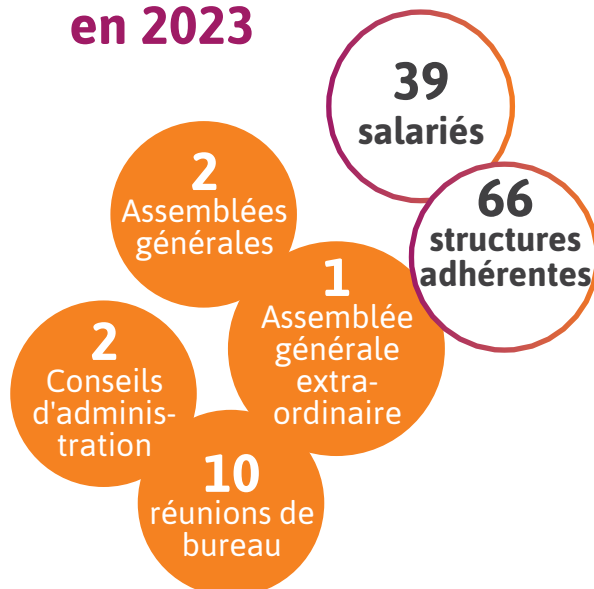 en 2023
39
salariés
66
structures
adhérentes
2
Assemblées
générales
1
Assemblée
générale
extra-
ordinaire
2
Conseils
d'adminis-
tration
10
réunions de
bureau